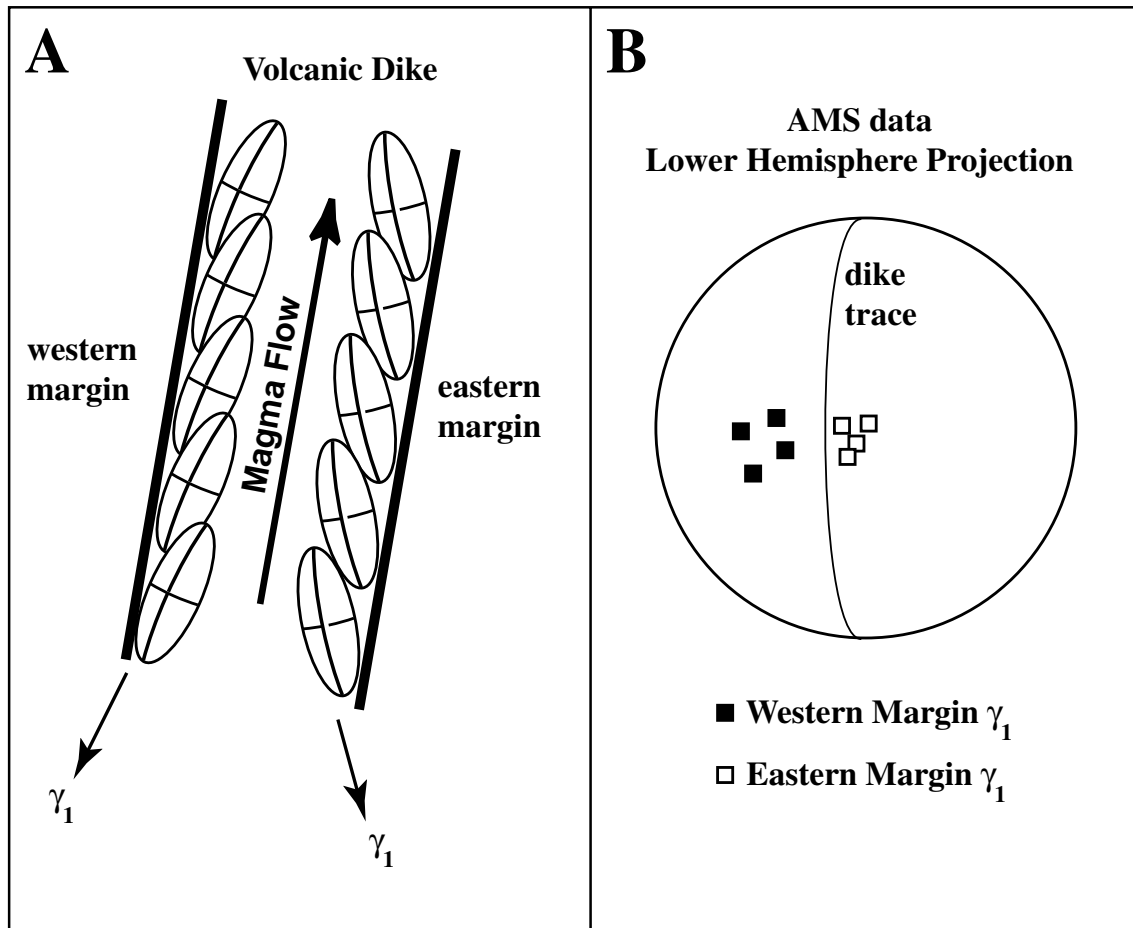 A
Volcanic Dike
western
margin
Magma Flow
eastern
margin
γ1
γ1
B
AMS data
Lower Hemisphere Projection
dike
trace
Western Margin γ1
Eastern Margin γ1